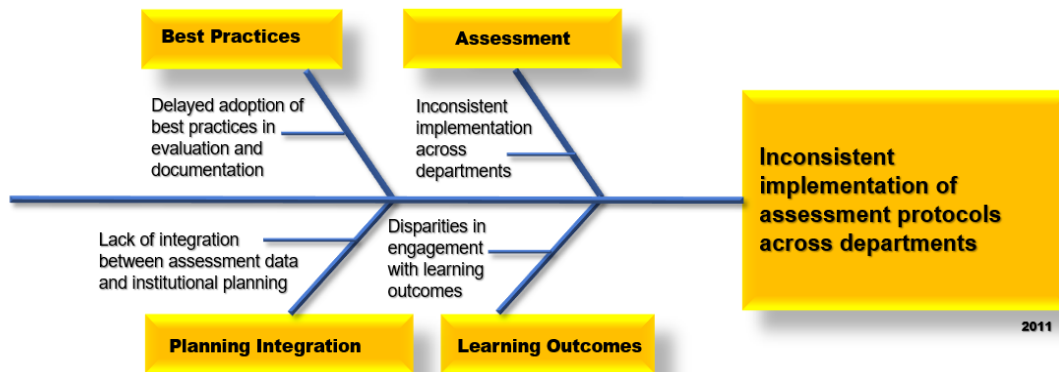 Best Practices
Assessment
Delayed adoption of
best practices in
evaluation and
documentation
Inconsistent
implementation
across
departments
Inconsistent
implementation of
assessment protocols
across departments
Lack of integration
between assessment data
and institutional planning
Disparities in
engagement
with learning
outcomes
Planning Integration
Learning Outcomes
2011